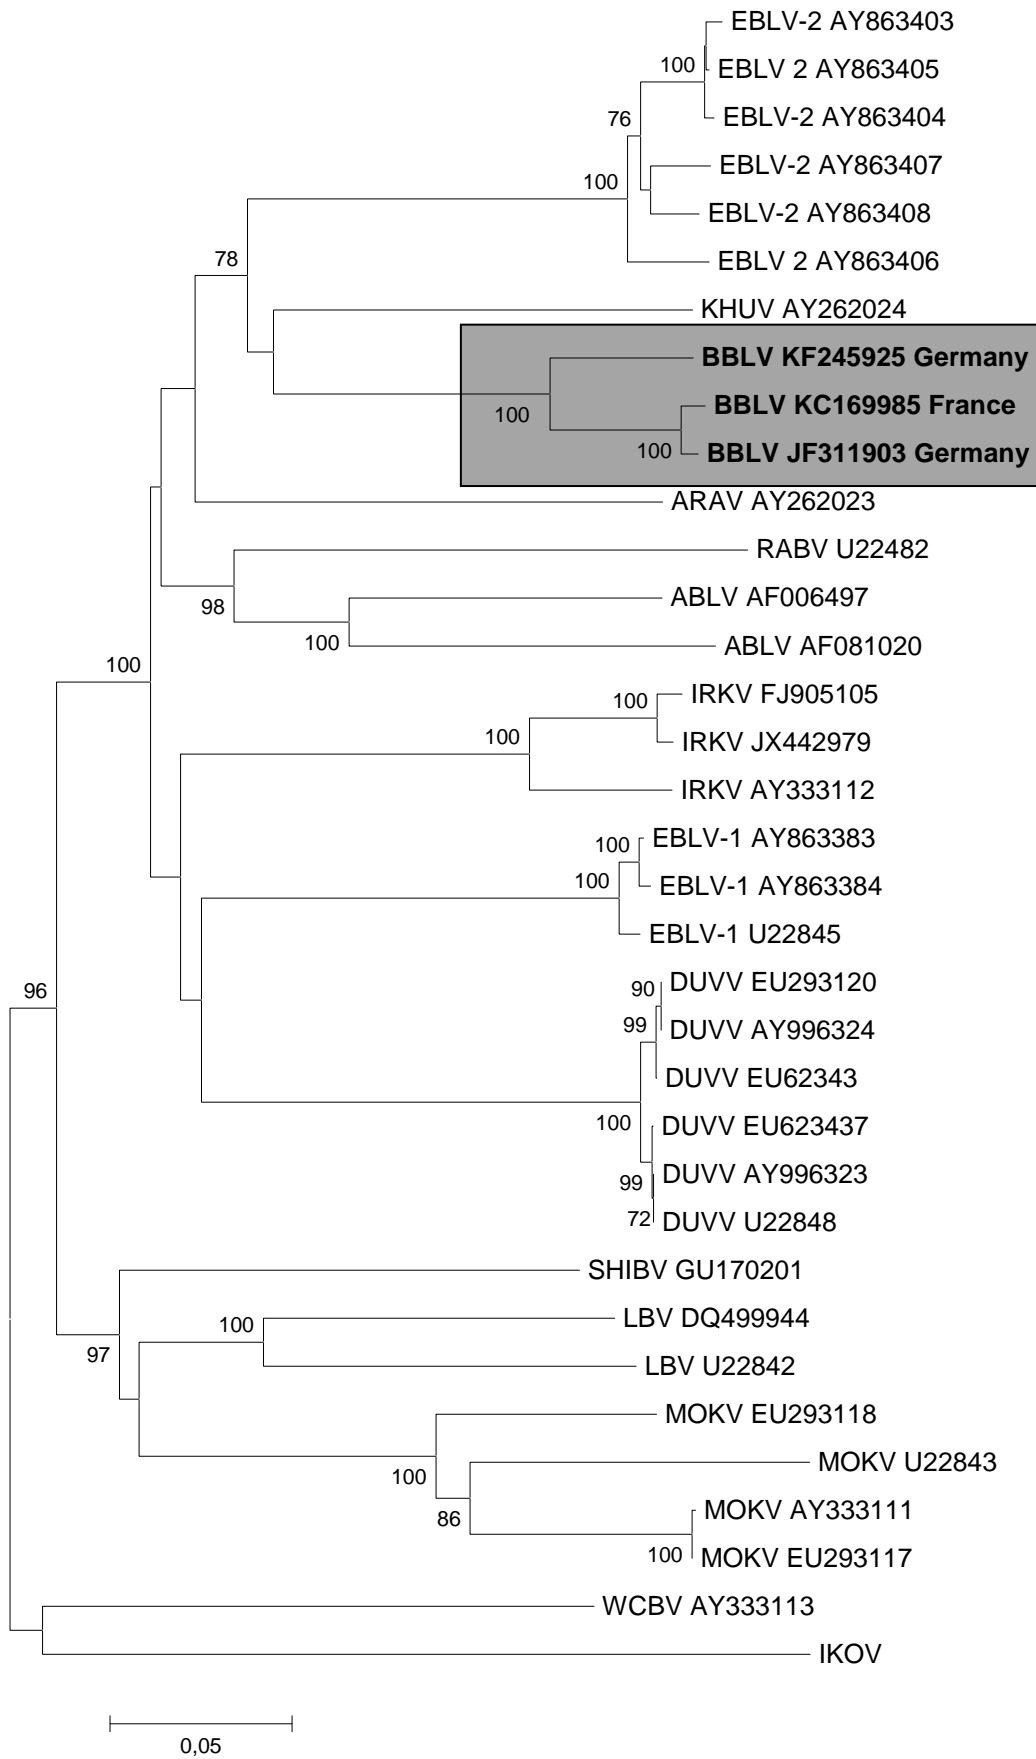 EBLV-2 AY863403
EBLV 2 AY863405
100
EBLV-2 AY863404
76
EBLV-2 AY863407
100
EBLV-2 AY863408
78
EBLV 2 AY863406
KHUV AY262024
BBLV KF245925 Germany
BBLV KC169985 France
100
BBLV JF311903 Germany
100
ARAV AY262023
RABV U22482
ABLV AF006497
98
ABLV AF081020
100
100
IRKV FJ905105
100
IRKV JX442979
100
IRKV AY333112
EBLV-1 AY863383
100
EBLV-1 AY863384
100
EBLV-1 U22845
96
DUVV EU293120
90
DUVV AY996324
99
DUVV EU62343
DUVV EU623437
100
DUVV AY996323
99
DUVV U22848
72
SHIBV GU170201
LBV DQ499944
100
97
LBV U22842
MOKV EU293118
MOKV U22843
100
MOKV AY333111
86
MOKV EU293117
100
WCBV AY333113
IKOV
0,05